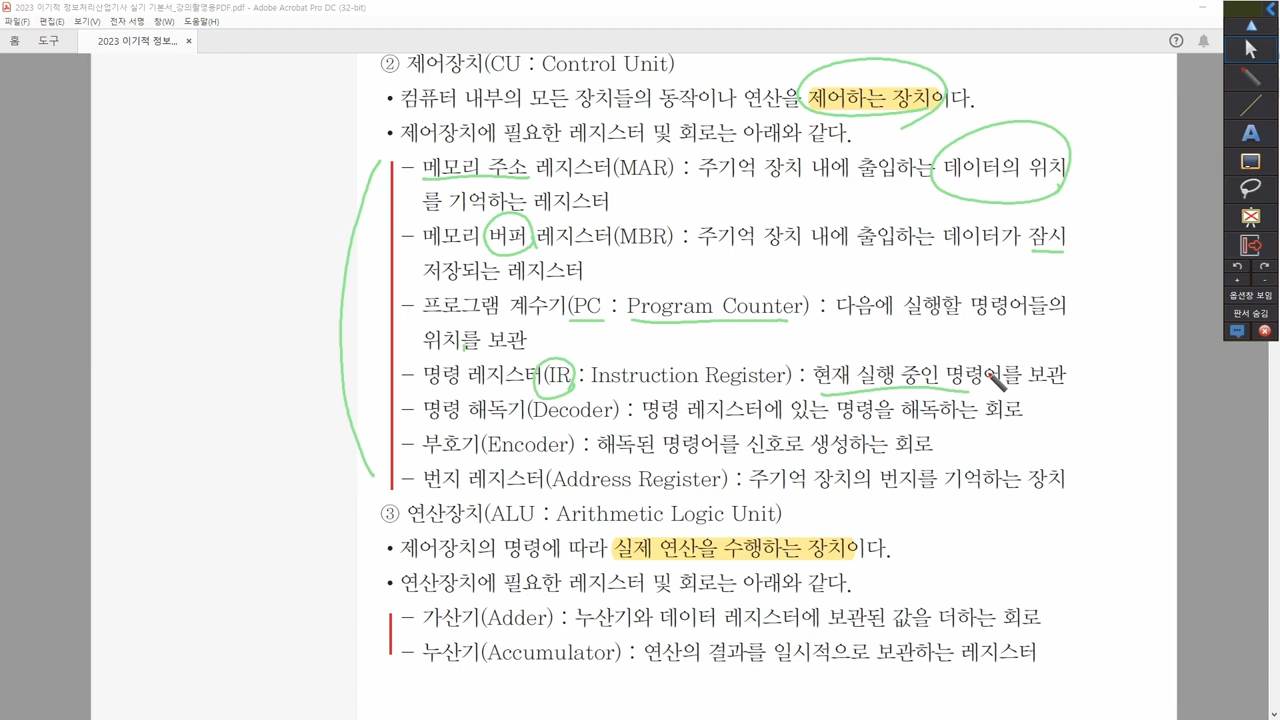 2023 이기적 정보처리산업기사 실기 기본서_강의촬영용PDF.pdf - Adobe Acrobat Pro DC (32-bit)
파일(F) 편집(E) 보기(V) 전자 서명 창(W) 도움말(H)
홈 도구 2023 이기적 정보... ×
② 제어장치(CU : Control Unit)
• 컴퓨터 내부의 모든 장치들의 동작이나 연산을 제어하는 장치이다.
• 제어장치에 필요한 레지스터 및 회로는 아래와 같다.
– 메모리 주소 레지스터(MAR) : 주기억 장치 내에 출입하는 데이터의 위치
를 기억하는 레지스터
– 메모리 버퍼 레지스터(MBR) : 주기억 장치 내에 출입하는 데이터가 잠시
저장되는 레지스터
– 프로그램 계수기(PC : Program Counter) : 다음에 실행할 명령어들의
위치를 보관
– 명령 레지스터(IR : Instruction Register) : 현재 실행 중인 명령어를 보관
– 명령 해독기(Decoder) : 명령 레지스터에 있는 명령을 해독하는 회로
– 부호기(Encoder) : 해독된 명령어를 신호로 생성하는 회로
– 번지 레지스터(Address Register) : 주기억 장치의 번지를 기억하는 장치
③ 연산장치(ALU : Arithmetic Logic Unit)
• 제어장치의 명령에 따라 실제 연산을 수행하는 장치이다.
• 연산장치에 필요한 레지스터 및 회로는 아래와 같다.
– 가산기(Adder) : 누산기와 데이터 레지스터에 보관된 값을 더하는 회로
– 누산기(Accumulator) : 연산의 결과를 일시적으로 보관하는 레지스터
A
옵션창 보임
판서 숨김